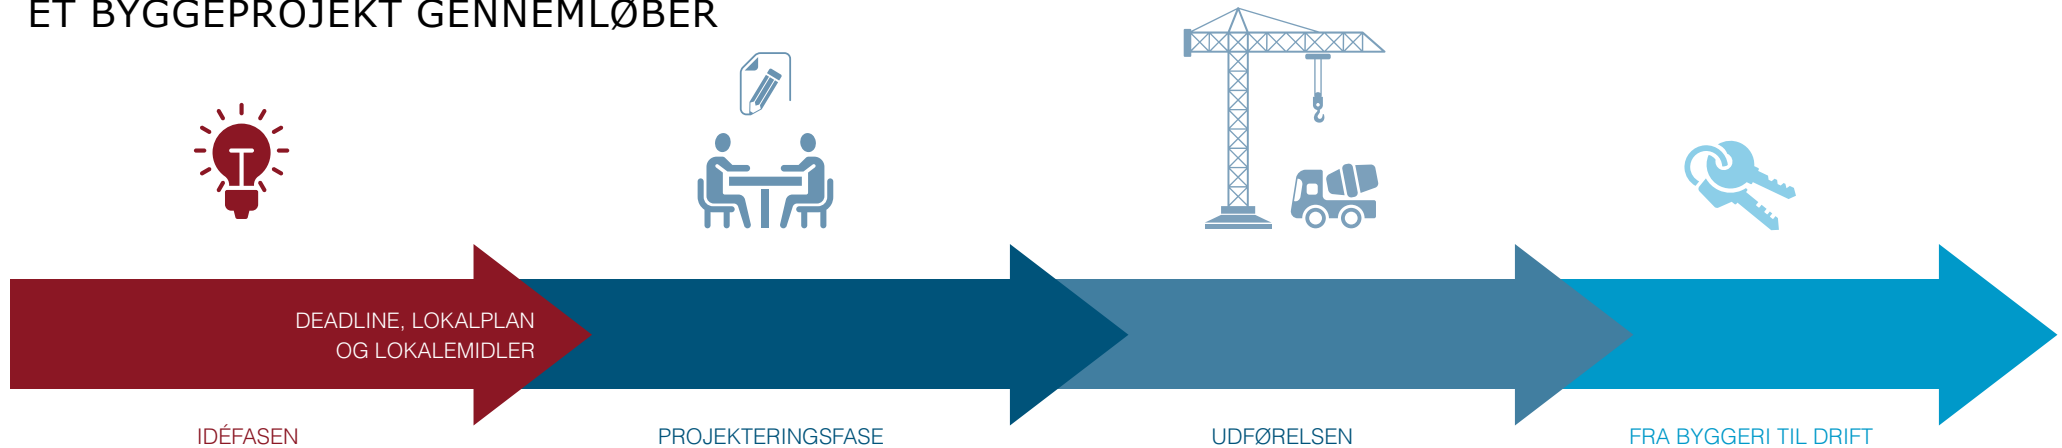 ET BYGGEPROJEKT GENNEMLØBER
DEADLINE, LOKALPLAN
OG LOKALEMIDLER
IDÉFASEN
PROJEKTERINGSFASE
UDFØRELSEN
FRA BYGGERI TIL DRIFT